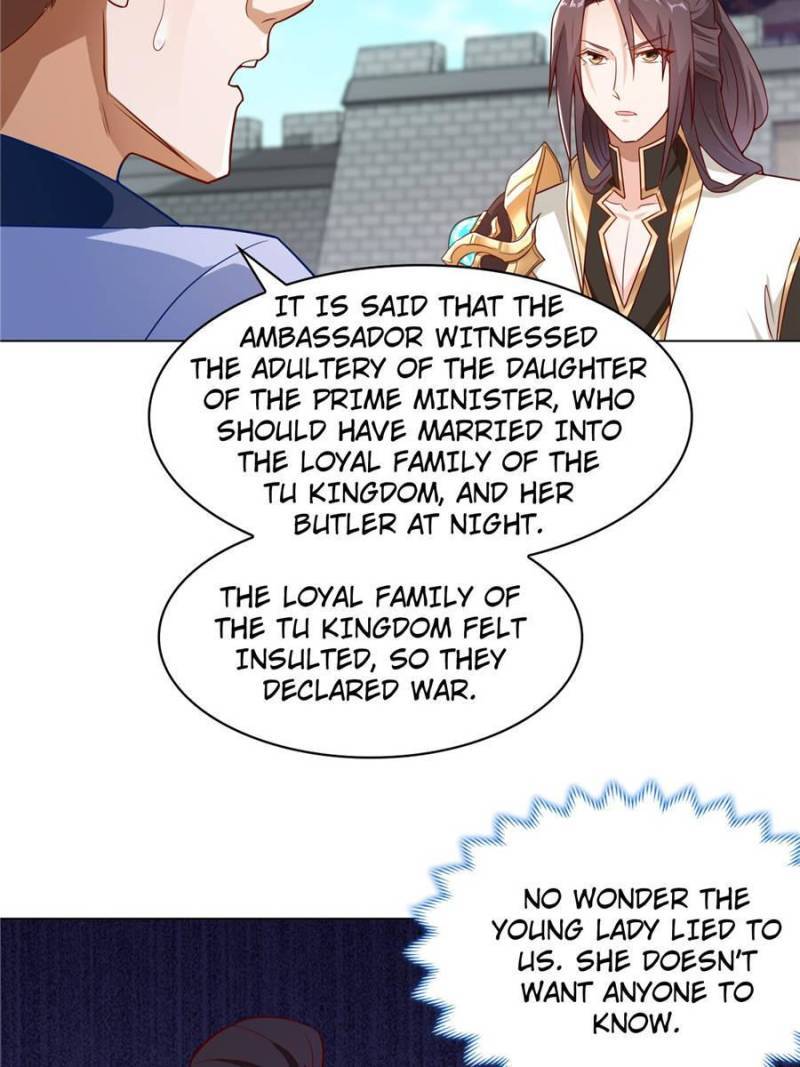 IT IS SAID THAT THE
AMBASSADOR WITNESSED
THE ADULTERY OF THE DAUGHTER
OF THE PRIME MINISTER, WHO
SHOULD HAVE MARRIED INTO
THE LOYAL FAMILY OF THE
TU KINGDOM, AND HER
BUTLER AT NIGHT.
THE LOYAL FAMILY OF
THE TU KINGDOM FELT
INSULTED, SO THEY
DECLARED WAR.
NO WONDER THE
YOUNG LADY LIED TO
US. SHE DOESN'T
WANT ANYONE TO
KNOW.